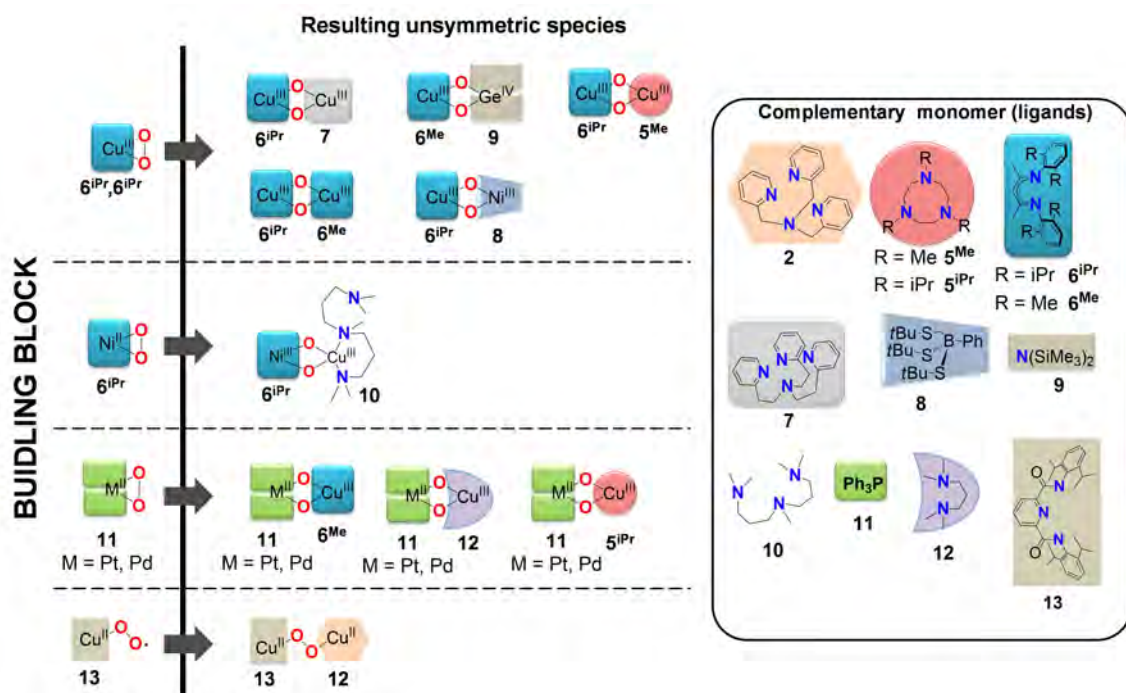 Resulting unsymmetric species
BUIDLING BLOCK
Cu^III O O
6^iPr,6^iPr
Cu^III O O Cu^III
6^iPr 7
Cu^III O O Ge^IV
6^Me 9
Cu^III O O Cu^III
6^iPr 5^Me
Cu^III O O Cu^III
6^iPr 6^Me
Cu^III O O Ni^III
6^iPr 8
Ni^II O O
6^iPr
Ni^III O O Cu^III N N N
6^iPr 10
M^II O O
11
M = Pt, Pd
M^II O O Cu^III
11 6^Me
M = Pt, Pd
M^II O O Cu^III
11 12
M = Pt, Pd
M^II O O Cu^III
11 5^iPr
M = Pt, Pd
Cu^II O O.
13
Cu^II O O Cu^II
13 12
Complementary monomer (ligands)
N N N N
2
R N N N R R
R = Me 5^Me
R = iPr 5^iPr
R R N N R R
R = iPr 6^iPr
R = Me 6^Me
N N N N
7
tBu S B Ph
tBu S
tBu S
8
N(SiMe3)2
9
N N N
10
Ph3P
11
N N
12
O N N N O
13